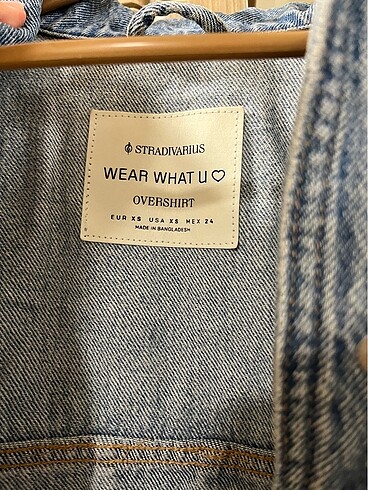 STRADIVARIUS
WEAR WHAT U ♡
OVERSHIRT
EUR XS USA XS MEX 24
MADE IN BANGLADESH